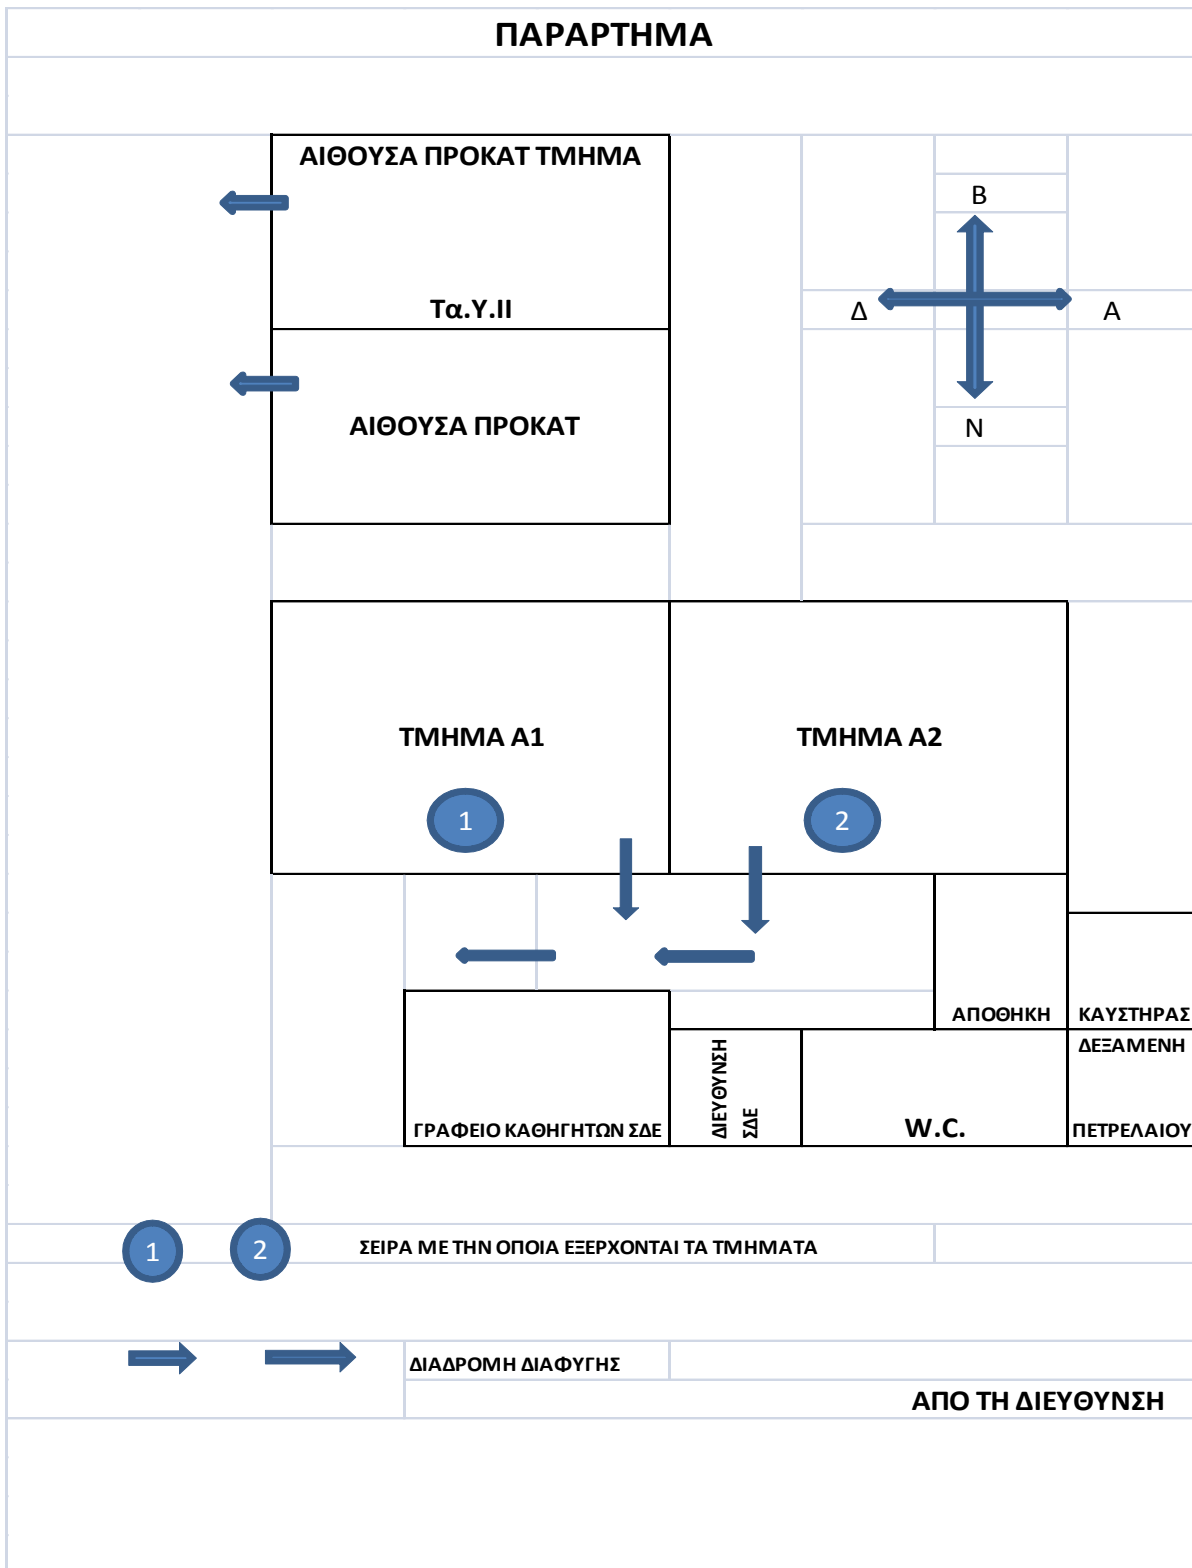 ΠΑΡΑΡΤΗΜΑ
ΑΙΘΟΥΣΑ ΠΡΟΚΑΤ ΤΜΗΜΑ
Τα.Υ.ΙΙ
ΑΙΘΟΥΣΑ ΠΡΟΚΑΤ
Β
Δ
Α
Ν
ΤΜΗΜΑ Α1
ΤΜΗΜΑ Α2
1
2
ΑΠΟΘΗΚΗ
ΚΑΥΣΤΗΡΑΣ
ΔΕΞΑΜΕΝΗ
ΠΕΤΡΕΛΑΙΟΥ
ΓΡΑΦΕΙΟ ΚΑΘΗΓΗΤΩΝ ΣΔΕ
ΔΙΕΥΘΥΝΣΗ
ΣΔΕ
W.C.
1 2 ΣΕΙΡΑ ΜΕ ΤΗΝ ΟΠΟΙΑ ΕΞΕΡΧΟΝΤΑΙ ΤΑ ΤΜΗΜΑΤΑ
ΔΙΑΔΡΟΜΗ ΔΙΑΦΥΓΗΣ
ΑΠΟ ΤΗ ΔΙΕΥΘΥΝΣΗ